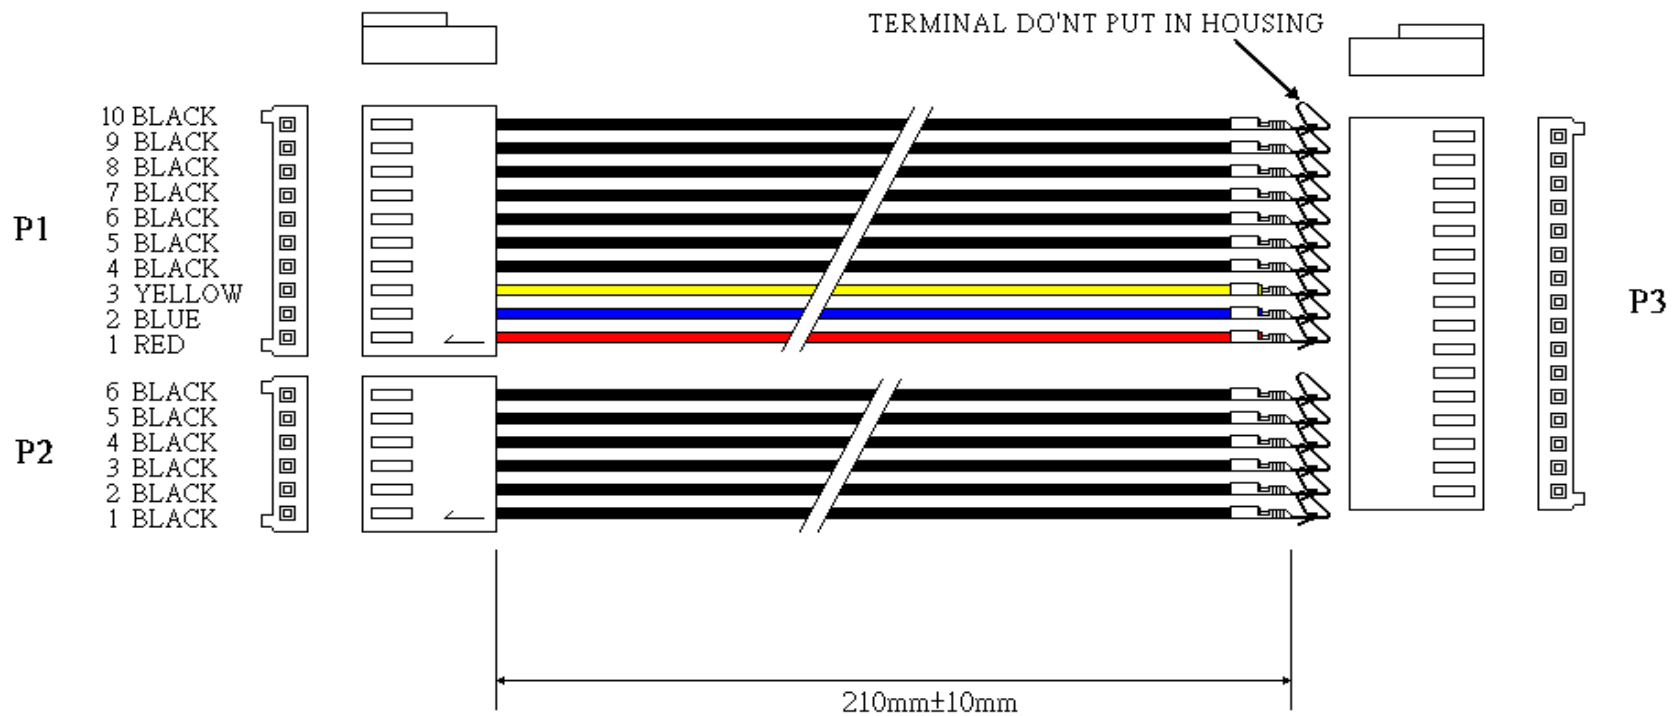 TERMINAL DO'NT PUT IN HOUSING
P1
10 BLACK
9 BLACK
8 BLACK
7 BLACK
6 BLACK
5 BLACK
4 BLACK
3 YELLOW
2 BLUE
1 RED
P2
6 BLACK
5 BLACK
4 BLACK
3 BLACK
2 BLACK
1 BLACK
P3
210mm±10mm